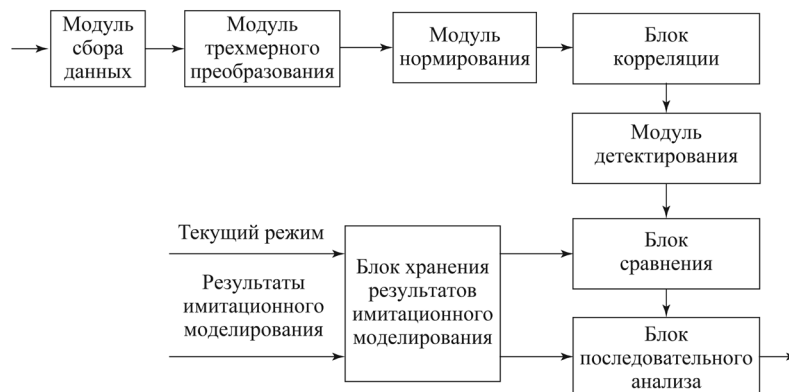 Модуль
сбора
данных
Модуль
трехмерного
преобразования
Модуль
нормирования
Блок
корреляции
Модуль
детектирования
Текущий режим
Результаты
имитационного
моделирования
Блок хранения
результатов
имитационного
моделирования
Блок
сравнения
Блок
последовательного
анализа